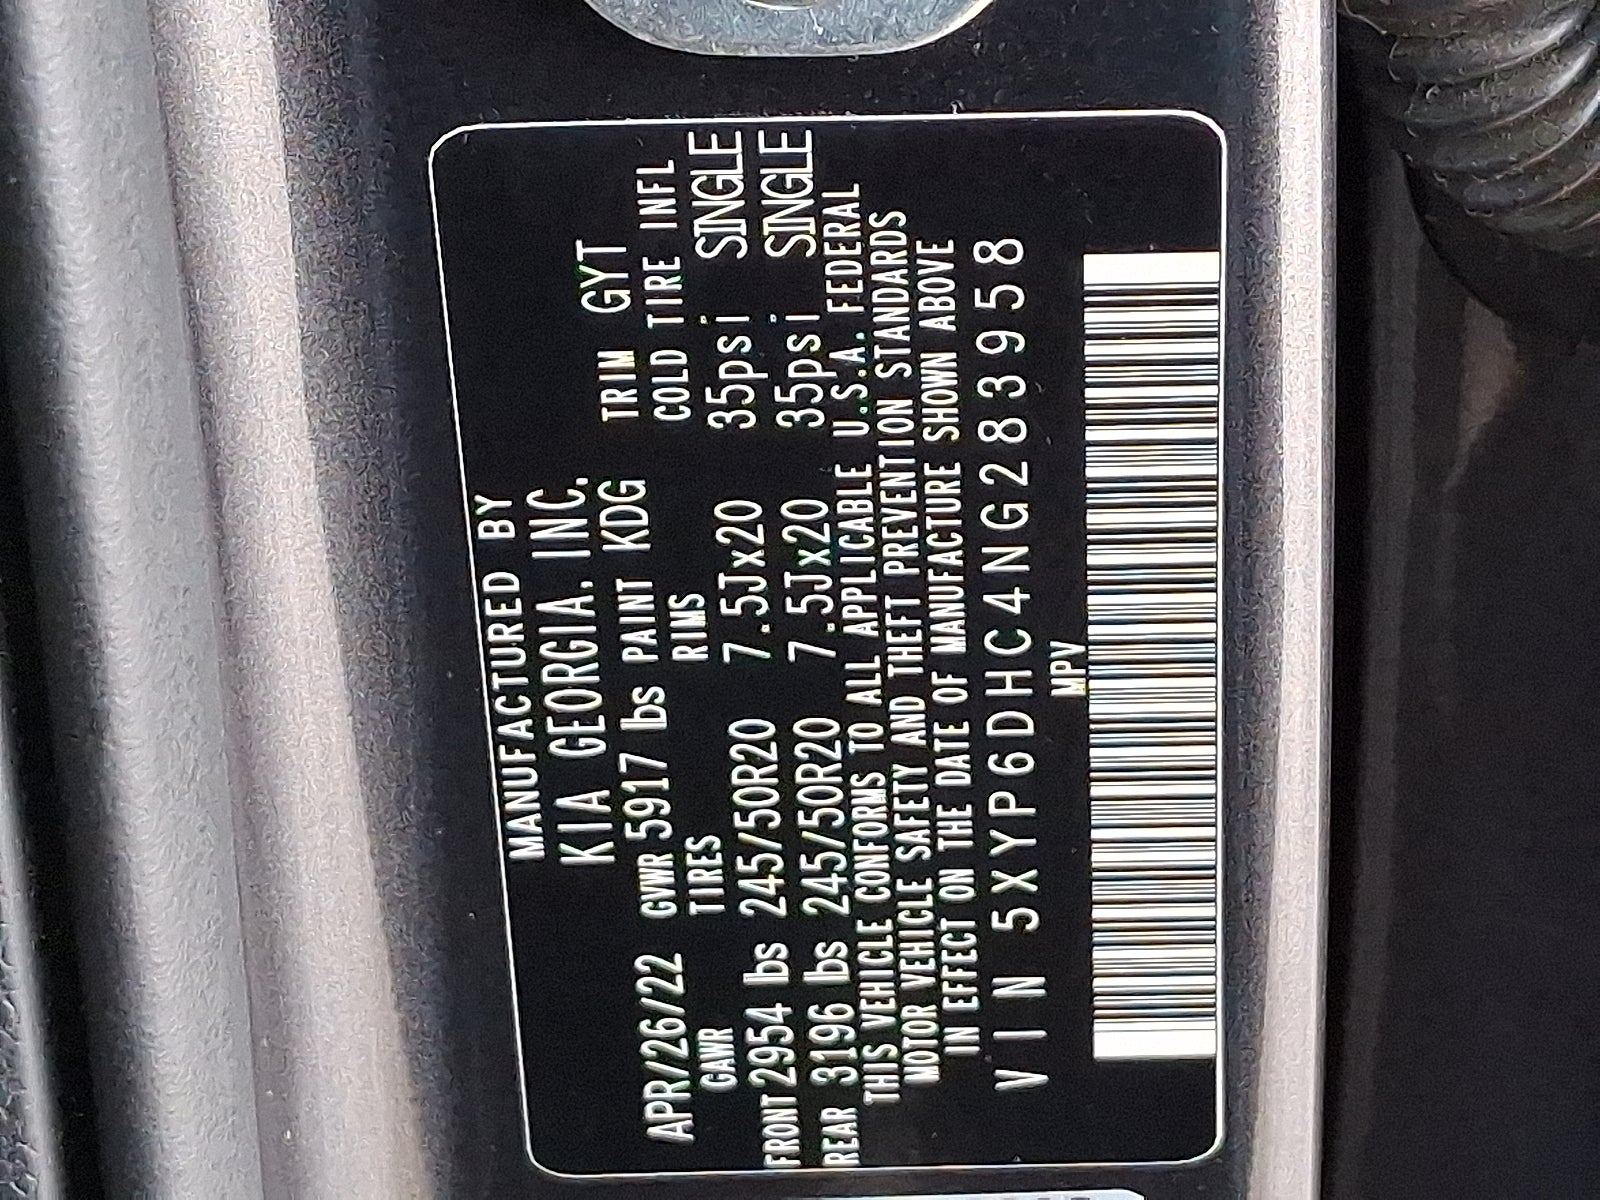 MANUFACTURED BY
KIA GEORGIA. INC.
APR/26/22 GVWR 5917 lbs PAINT KDG TRIM GYT
GAWR TIRES RIMS COLD TIRE INFL
FRONT 2954 lbs 245/50R20 7.5Jx20 35psi SINGLE
REAR 3196 lbs 245/50R20 7.5Jx20 35psi SINGLE
THIS VEHICLE CONFORMS TO ALL APPLICABLE U.S.A. FEDERAL
MOTOR VEHICLE SAFETY AND THEFT PREVENTION STANDARDS
IN EFFECT ON THE DATE OF MANUFACTURE SHOWN ABOVE
VIN 5XYP6DHC4NG283958
MPV